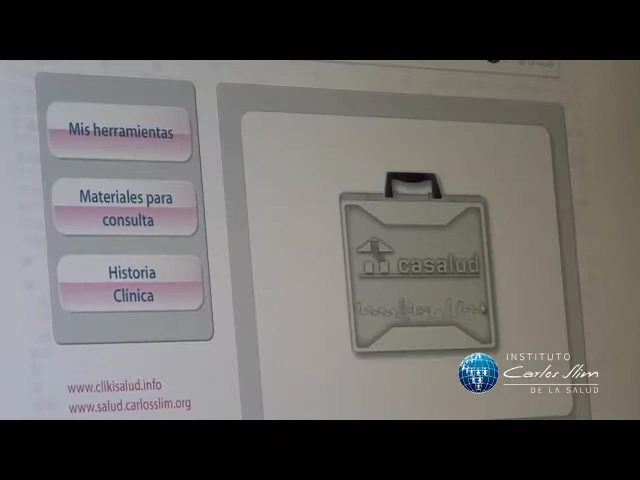 Mis herramientas
Materiales para
consulta
Historia
Clínica
www.clikisalud.info
www.salud.carlosslim.org
casalud
INSTITUTO
Carlos Slim
DE LA SALUD